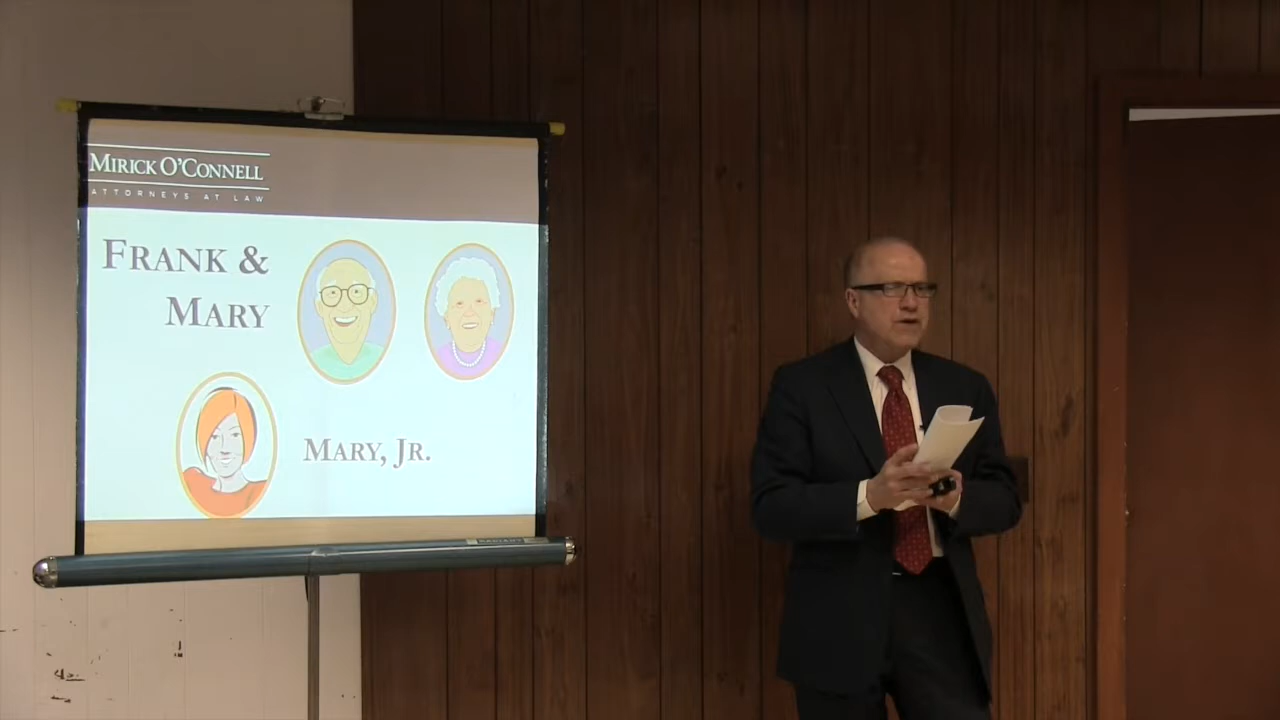 MIRICK O'CONNELL
ATTORNEYS AT LAW
FRANK &
MARY
MARY, JR.